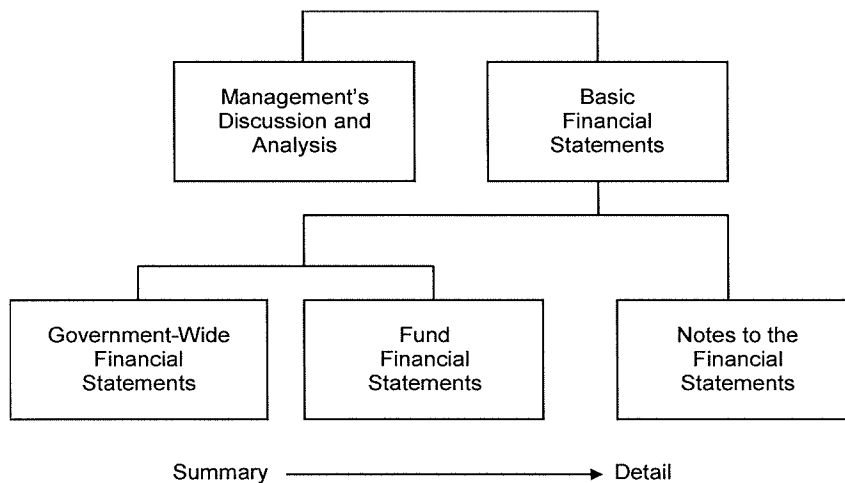 Management's
Discussion and
Analysis
Basic
Financial
Statements
Government-Wide
Financial
Statements
Fund
Financial
Statements
Notes to the
Financial
Statements
Summary
Detail